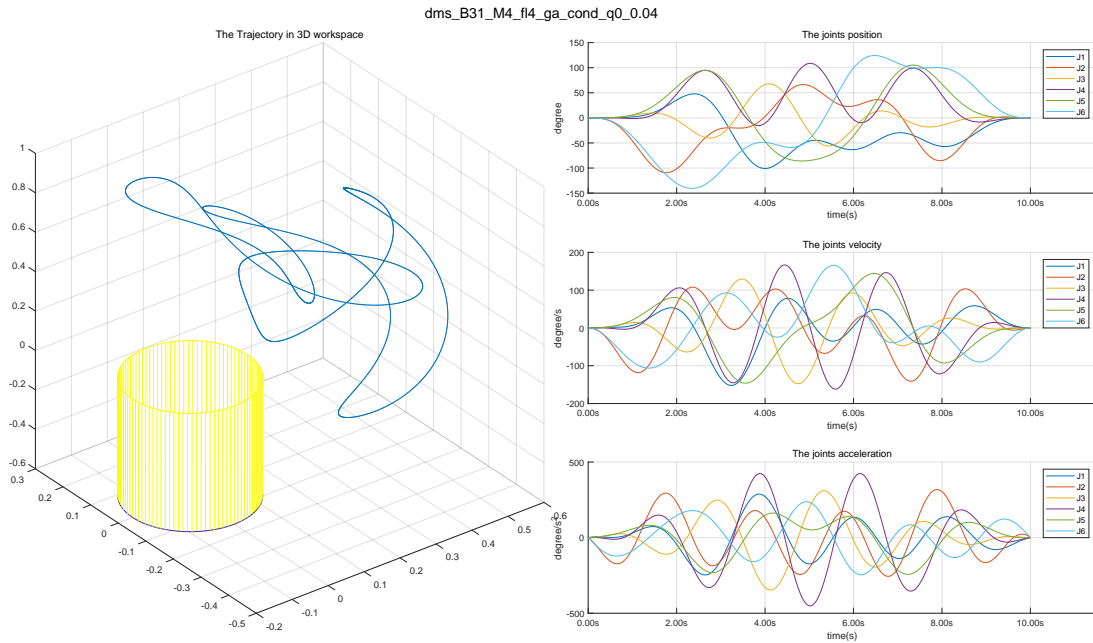 dms_B31_M4_fl4_ga_cond_q0_0.04
The Trajectory in 3D workspace
1
0.8
0.6
0.4
0.2
0
-0.2
-0.4
-0.6
0.3
0.2
0.1
0
-0.1
-0.2
-0.3
-0.4
-0.5
-0.2
-0.1
0
0.1
0.2
0.3
0.4
0.5
0.6
The joints position
150
100
50
0
-50
-100
-150
degree
0.00s 2.00s 4.00s 6.00s 8.00s 10.00s
time(s)
J1
J2
J3
J4
J5
J6
The joints velocity
200
100
0
-100
-200
degree/s
0.00s 2.00s 4.00s 6.00s 8.00s 10.00s
time(s)
J1
J2
J3
J4
J5
J6
The joints acceleration
500
0
-500
degree/s²
0.00s 2.00s 4.00s 6.00s 8.00s 10.00s
time(s)
J1
J2
J3
J4
J5
J6